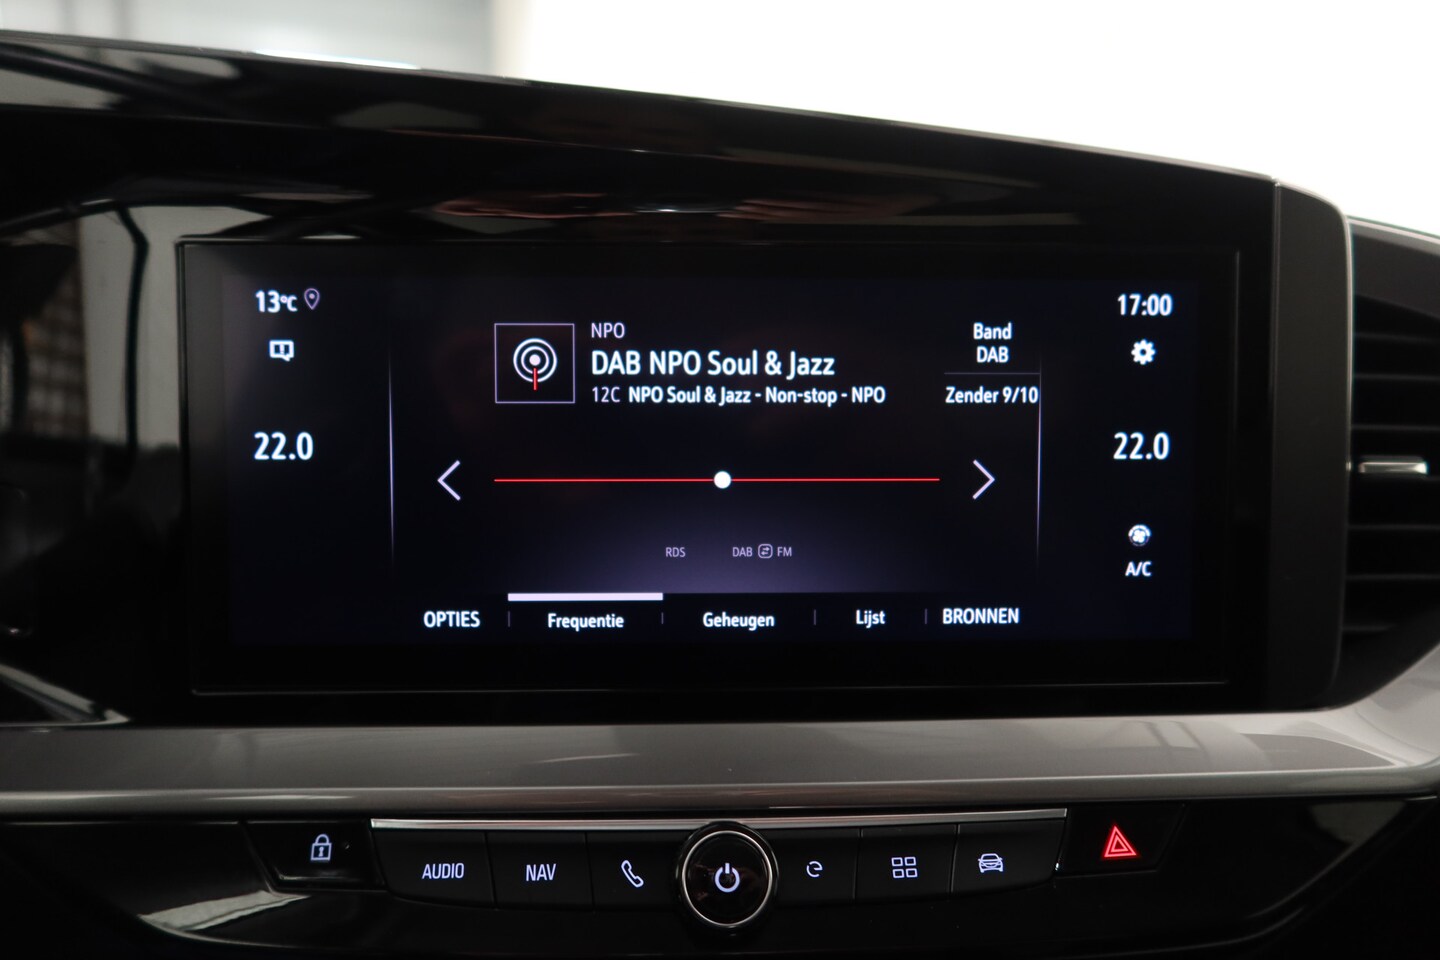 13°C
17:00
NPO
DAB NPO Soul & Jazz
12C NPO Soul & Jazz - Non-stop - NPO
Band
DAB
Zender 9/10
22.0
22.0
RDS
DAB FM
A/C
OPTIES
Frequentie
Geheugen
Lijst
BRONNEN
AUDIO
NAV